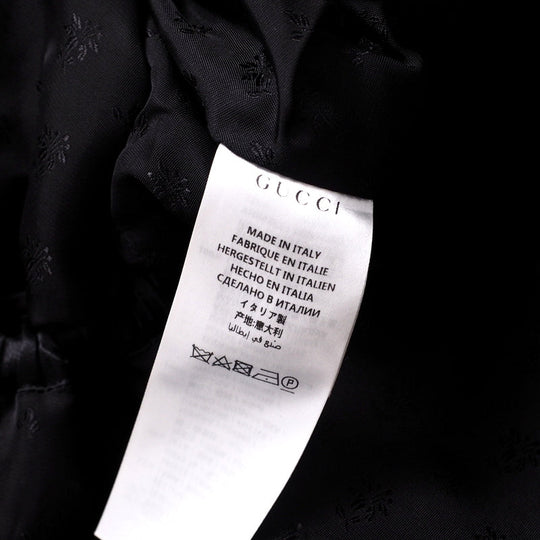 GUCCI
MADE IN ITALY
FABRIQUE EN ITALIE
HERGESTELLT IN ITALIEN
HECHO EN ITALIA
СДЕЛАНО В ИТАЛИИ
イタリア製
产地:意大利
صنع في إيطاليا
P